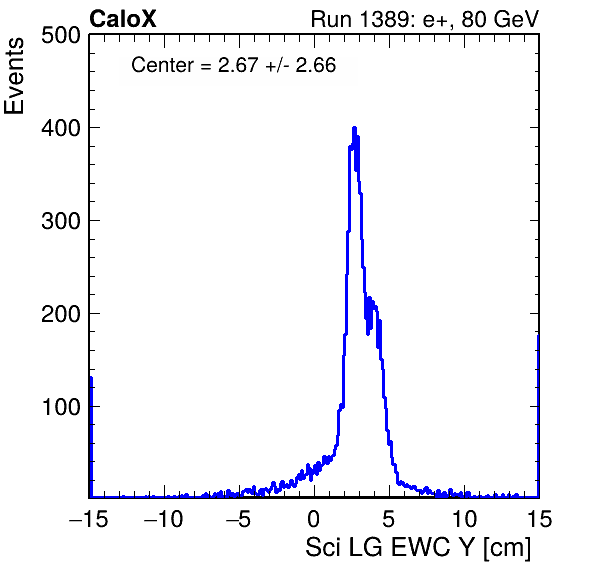 CaloX Run 1389: e+, 80 GeV
Events
Center = 2.67 +/- 2.66
500
400
300
200
100
−15 −10 −5 0 5 10 15
Sci LG EWC Y [cm]